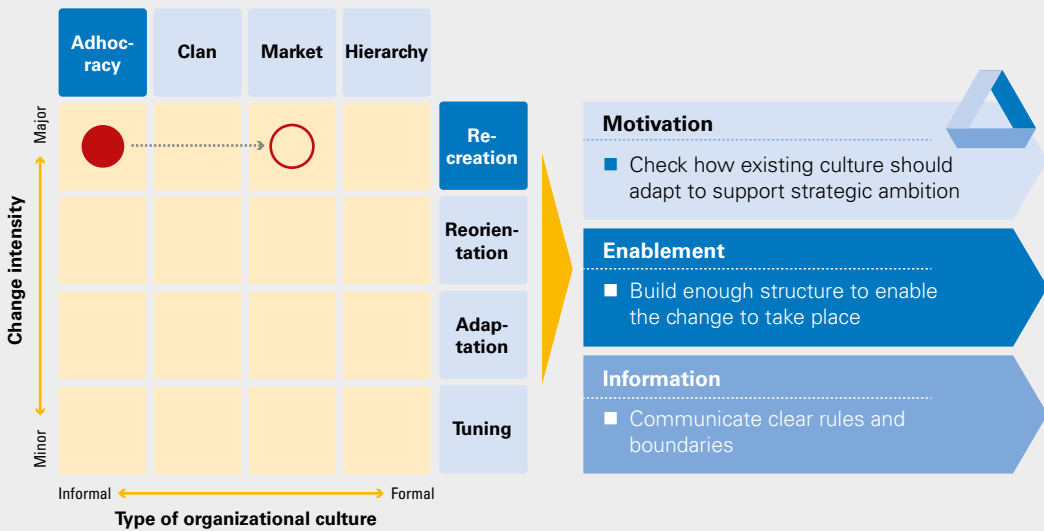 Adhoc-
racy
Clan
Market
Hierarchy
Major
Change intensity
Minor
Re-
creation
Reorien-
tation
Adap-
tation
Tuning
Informal
Formal
Type of organizational culture
Motivation
Check how existing culture should
adapt to support strategic ambition
Enablement
Build enough structure to enable
the change to take place
Information
Communicate clear rules and
boundaries